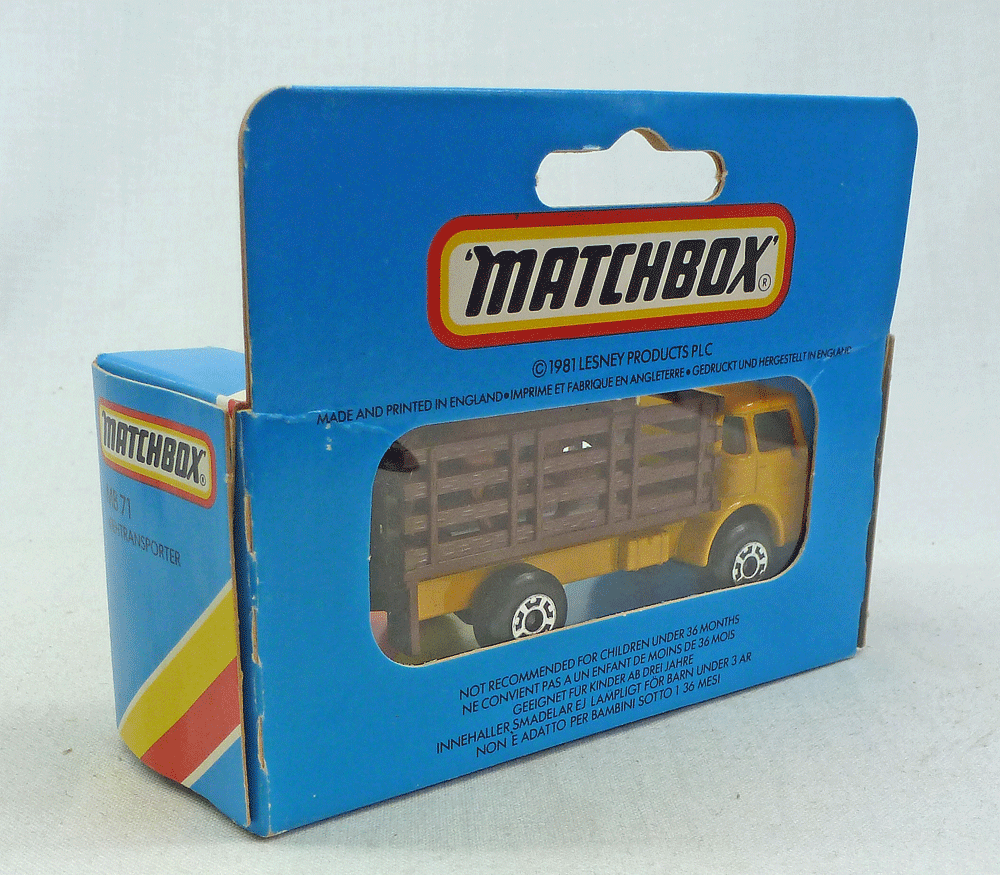 'MATCHBOX'®
©1981 LESNEY PRODUCTS PLC
MADE AND PRINTED IN ENGLAND•IMPRIME ET FABRIQUE EN ANGLETERRE•GEDRUCKT UND HERGESTELLT IN ENGLAND
NOT RECOMMENDED FOR CHILDREN UNDER 36 MONTHS
NE CONVIENT PAS A UN ENFANT DE MOINS DE 36 MOIS
GEEIGNET FUR KINDER AB DREI JAHRE
INNEHALLER SMADELAR EJ LAMPLIGT FÖR BARN UNDER 3 AR
NON È ADATTO PER BAMBINI SOTTO 1 36 MESI
'MATCHBOX'®
MB 71